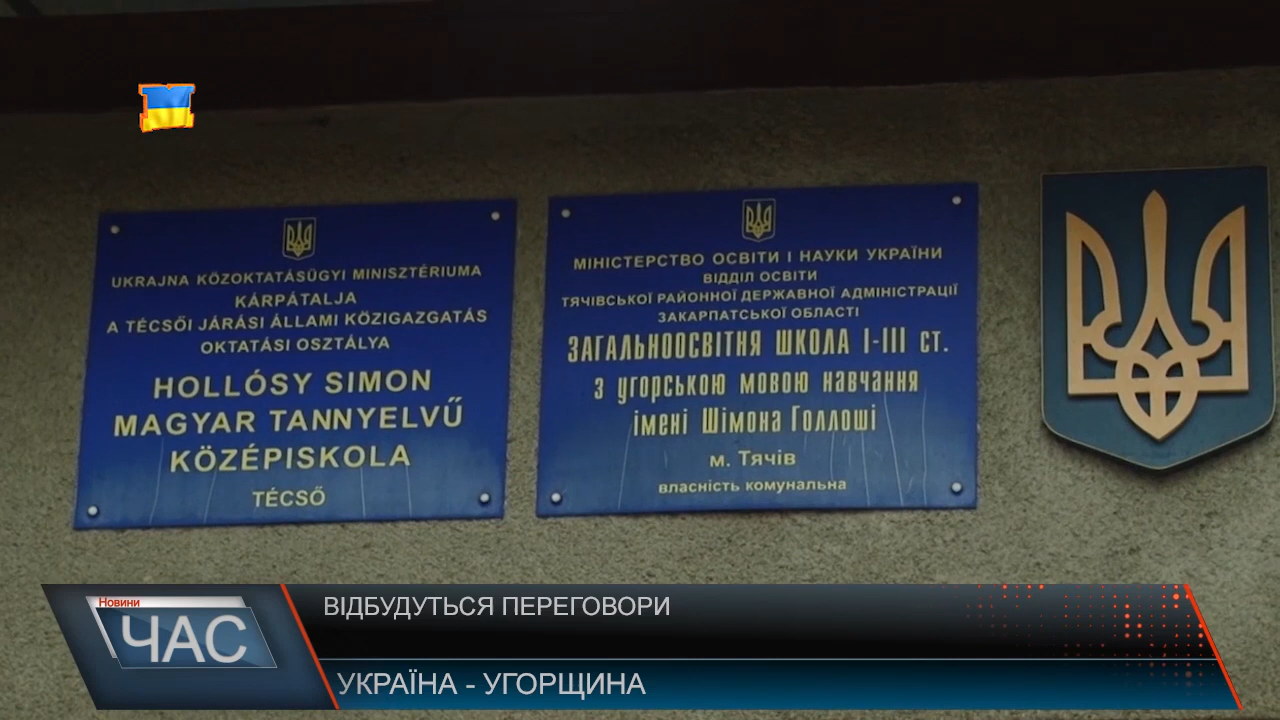 UKRAJNA KÖZOKTATÁSÜGYI MINISZTÉRIUMA
KÁRPÁTALJA
A TÉCSŐI JÁRÁSI ÁLLAMI KÖZIGAZGATÁS
OKTATÁSI OSZTÁLYA
HOLLÓSY SIMON
MAGYAR TANNYELVŰ
KÖZÉPISKOLA
TÉCSŐ
МІНІСТЕРСТВО ОСВІТИ І НАУКИ УКРАЇНИ
ВІДДІЛ ОСВІТИ
ТЯЧІВСЬКОЇ РАЙОННОЇ ДЕРЖАВНОЇ АДМІНІСТРАЦІЇ
ЗАКАРПАТСЬКОЇ ОБЛАСТІ
ЗАГАЛЬНООСВІТНЯ ШКОЛА І-ІІІ ст.
з угорською мовою навчання
імені Шімона Голлоші
м. Тячів
власність комунальна
Новини
ЧАС
ВІДБУДУТЬСЯ ПЕРЕГОВОРИ
УКРАЇНА - УГОРЩИНА